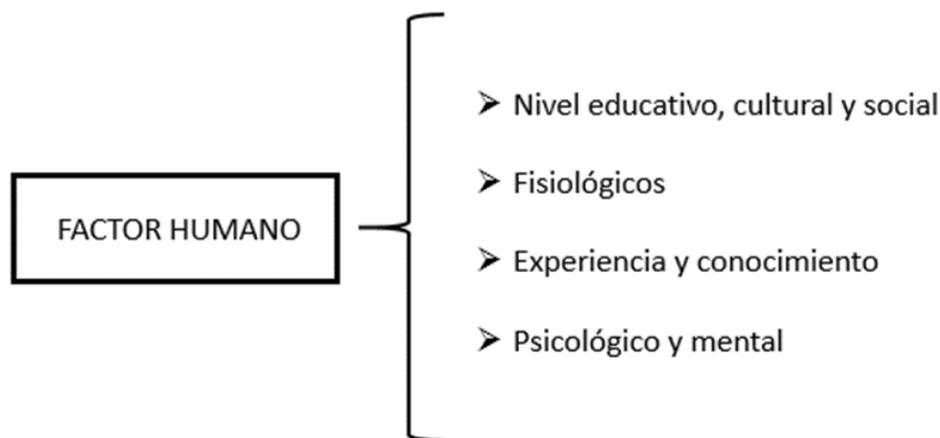 FACTOR HUMANO
Nivel educativo, cultural y social
Fisiológicos
Experiencia y conocimiento
Psicológico y mental